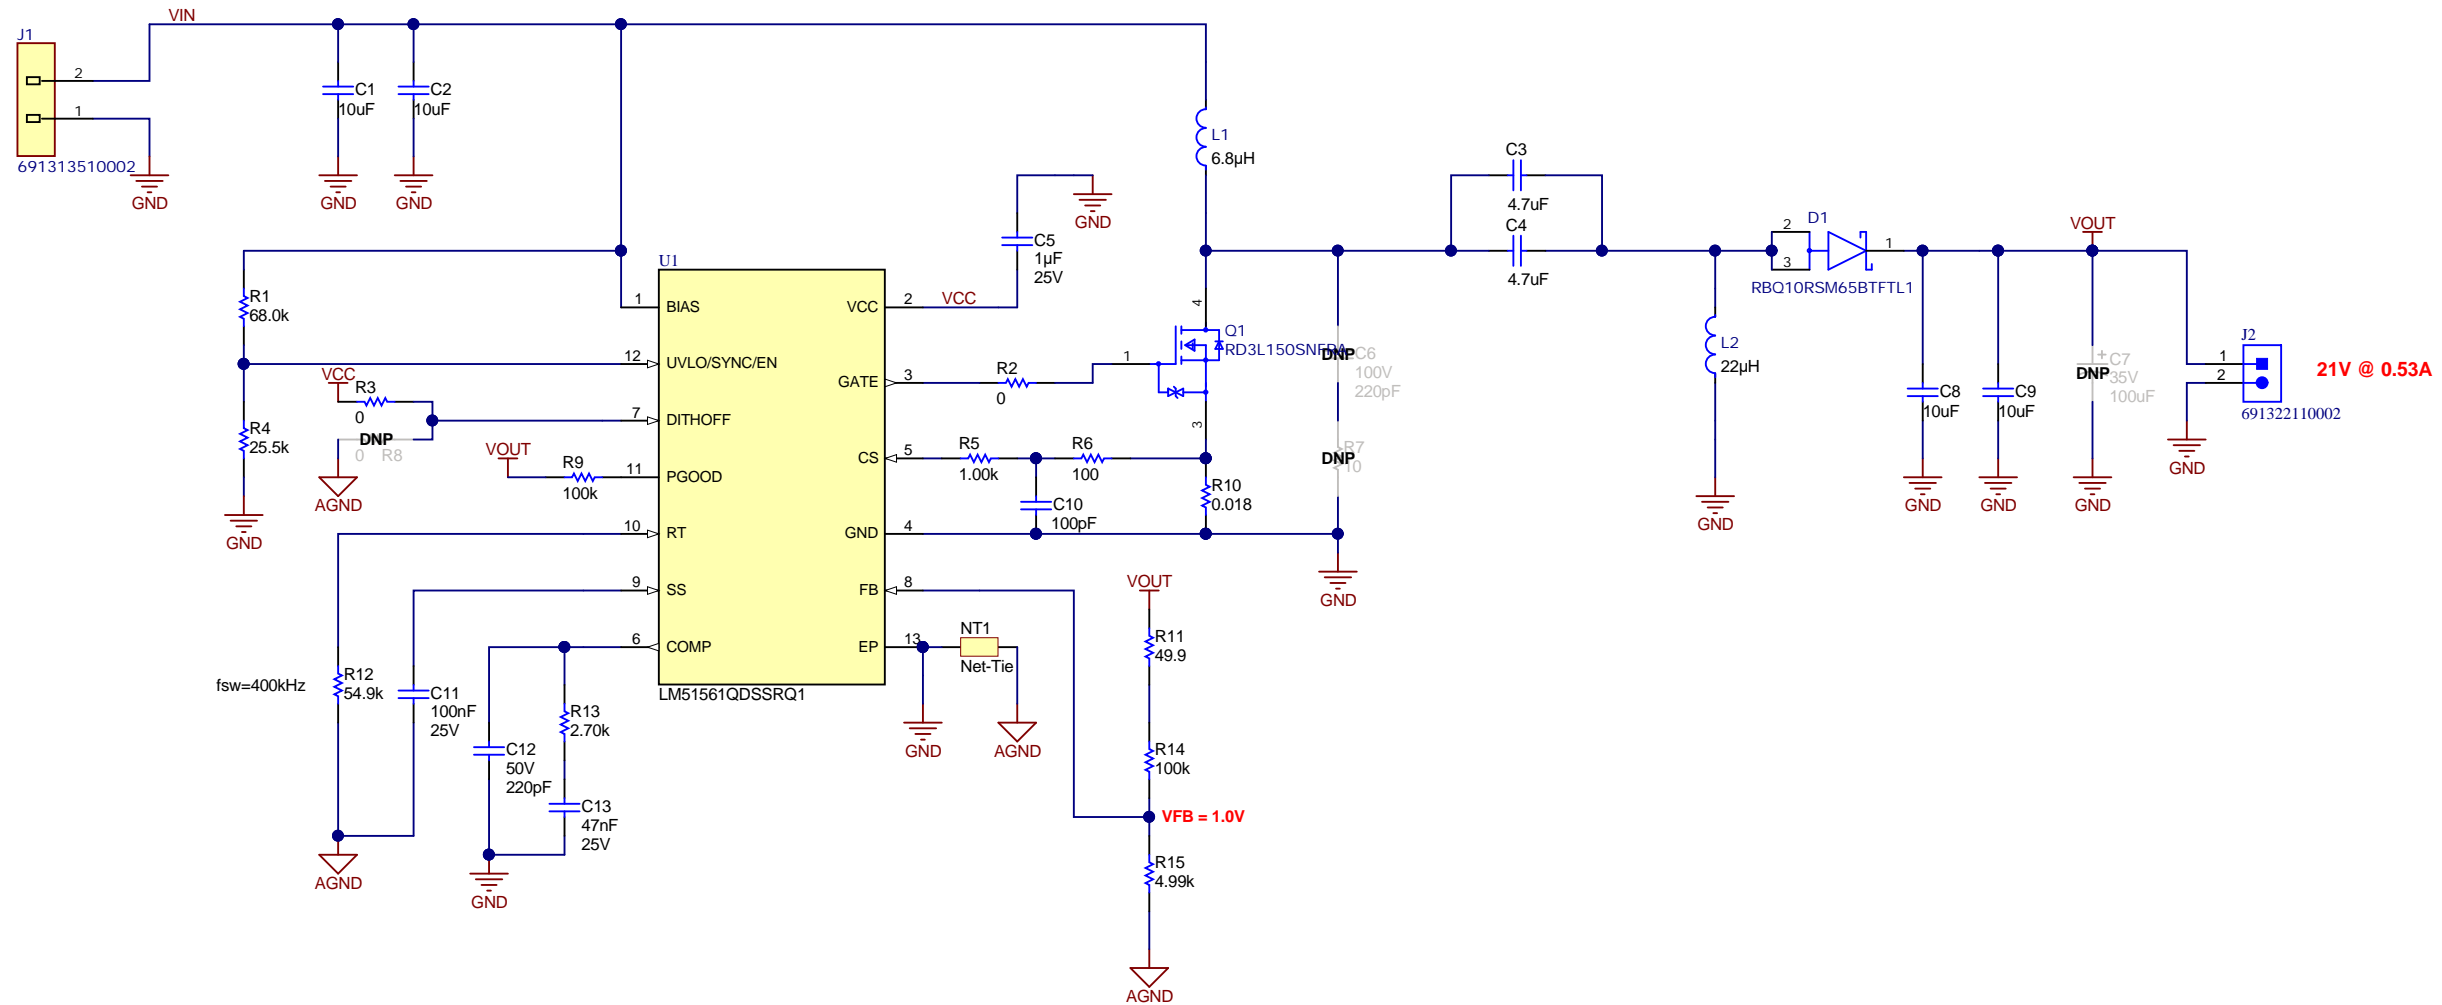 VIN
J1
2
1
691313510002
GND
C1
10uF
GND
C2
10uF
GND
L1
6.8µH
GND
C5
1µF
25V
C3
4.7uF
C4
4.7uF
D1
2
3
1
RBQ10RSM65BTFTL1
VOUT
U1
1
BIAS
12
UVLO/SYNC/EN
7
DITHOFF
11
PGOOD
10
RT
9
SS
6
COMP
VCC
2
VCC
GATE
3
CS
5
GND
4
FB
8
EP
13
LM51561QDSSRQ1
R1
68.0k
R4
25.5k
GND
VCC
R3
0
DNP
0
R8
AGND
VOUT
R9
100k
R2
0
1
4
Q1
3
R5
1.00k
R6
100
C10
100pF
R10
0.018
DNP
C6
100V
220pF
DNP
R7
10
GND
L2
22µH
GND
C8
10uF
GND
C9
10uF
GND
DNP
+
C7
35V
100uF
GND
J2
1
2
691322110002
GND
21V @ 0.53A
fsw=400kHz
R12
54.9k
AGND
C11
100nF
25V
C12
50V
220pF
R13
2.70k
C13
47nF
25V
GND
NT1
Net-Tie
GND
AGND
VOUT
R11
49.9
R14
100k
VFB = 1.0V
R15
4.99k
AGND